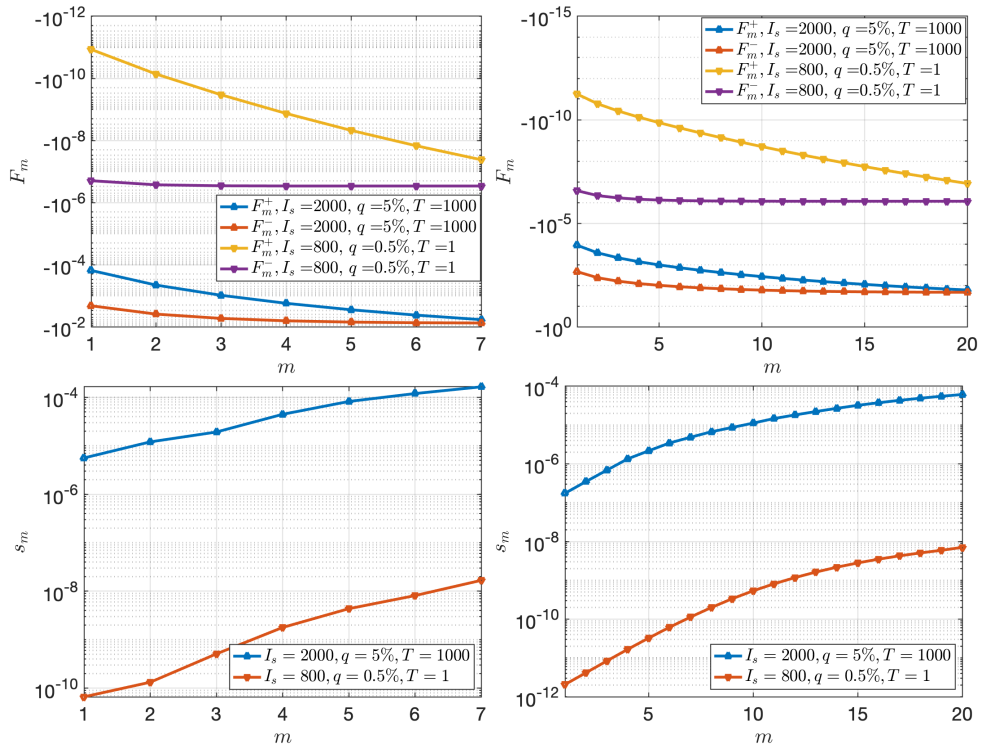 -10^{-12}
-10^{-10}
-10^{-8}
-10^{-6}
-10^{-4}
-10^{-2}
F_m
F_m^+, I_s =2000, q =5%, T =1000
F_m^-, I_s =2000, q =5%, T =1000
F_m^+, I_s =800, q =0.5%, T =1
F_m^-, I_s =800, q =0.5%, T =1
1 2 3 4 5 6 7
m
-10^{-15}
-10^{-10}
-10^{-5}
-10^{0}
F_m
F_m^+, I_s =2000, q =5%, T =1000
F_m^-, I_s =2000, q =5%, T =1000
F_m^+, I_s =800, q =0.5%, T =1
F_m^-, I_s =800, q =0.5%, T =1
5 10 15 20
m
10^{-4}
10^{-6}
10^{-8}
10^{-10}
s_m
I_s = 2000, q = 5%, T = 1000
I_s = 800, q = 0.5%, T = 1
1 2 3 4 5 6 7
m
10^{-4}
10^{-6}
10^{-8}
10^{-10}
10^{-12}
s_m
I_s = 2000, q = 5%, T = 1000
I_s = 800, q = 0.5%, T = 1
5 10 15 20
m